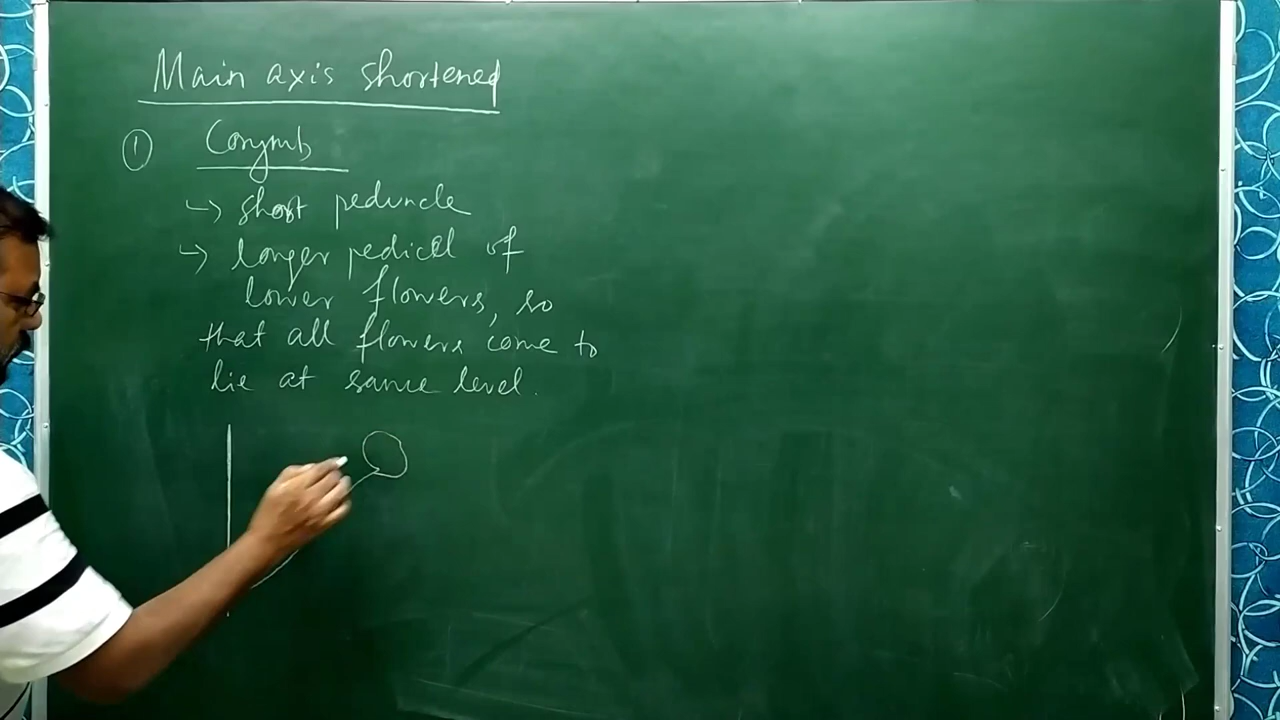 Main axis shortened
① Corymb
→ short peduncle
→ longer pedicel of
lower flowers, so
that all flowers come to
lie at same level.